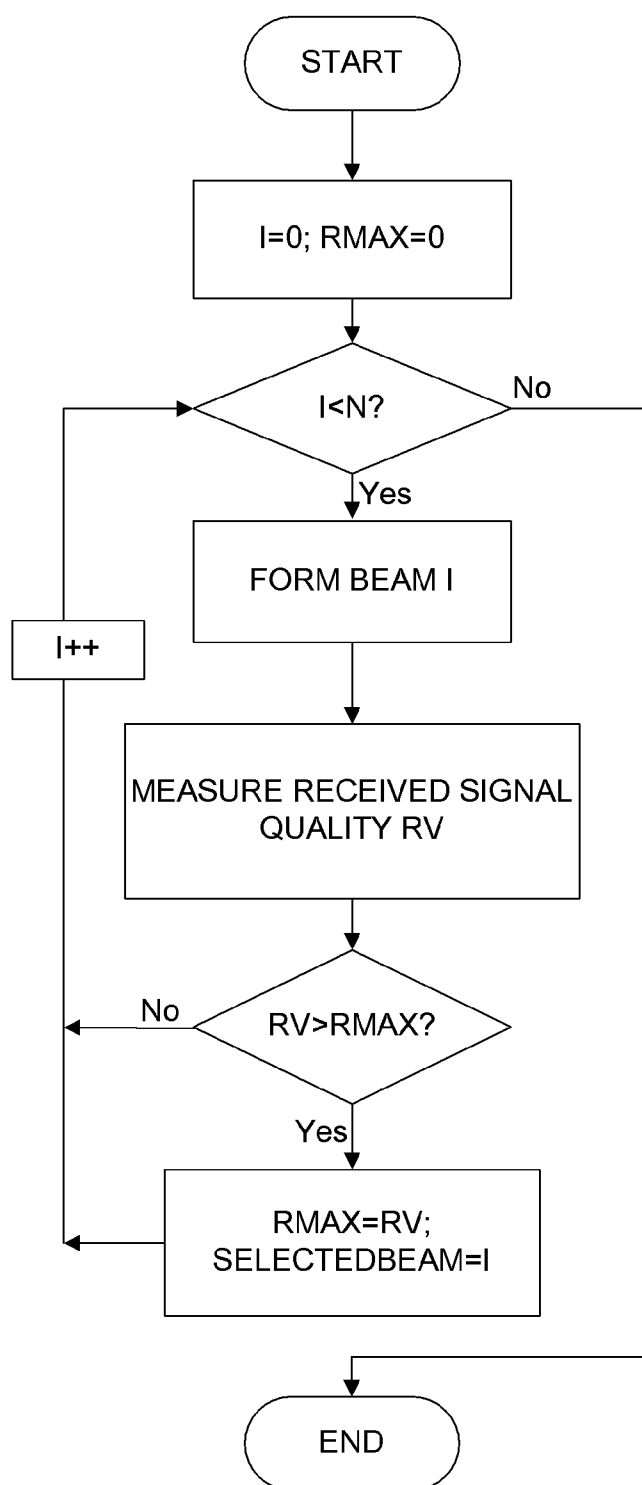 START
I=0; RMAX=0
I<N?
No
Yes
FORM BEAM I
I++
MEASURE RECEIVED SIGNAL
QUALITY RV
No
RV>RMAX?
Yes
RMAX=RV;
SELECTEDBEAM=I
END